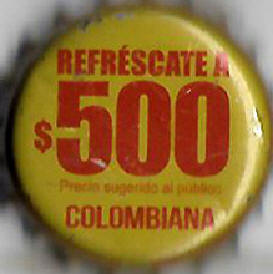 REFRÉSCATE A
$500
Precio sugerido al público
COLOMBIANA